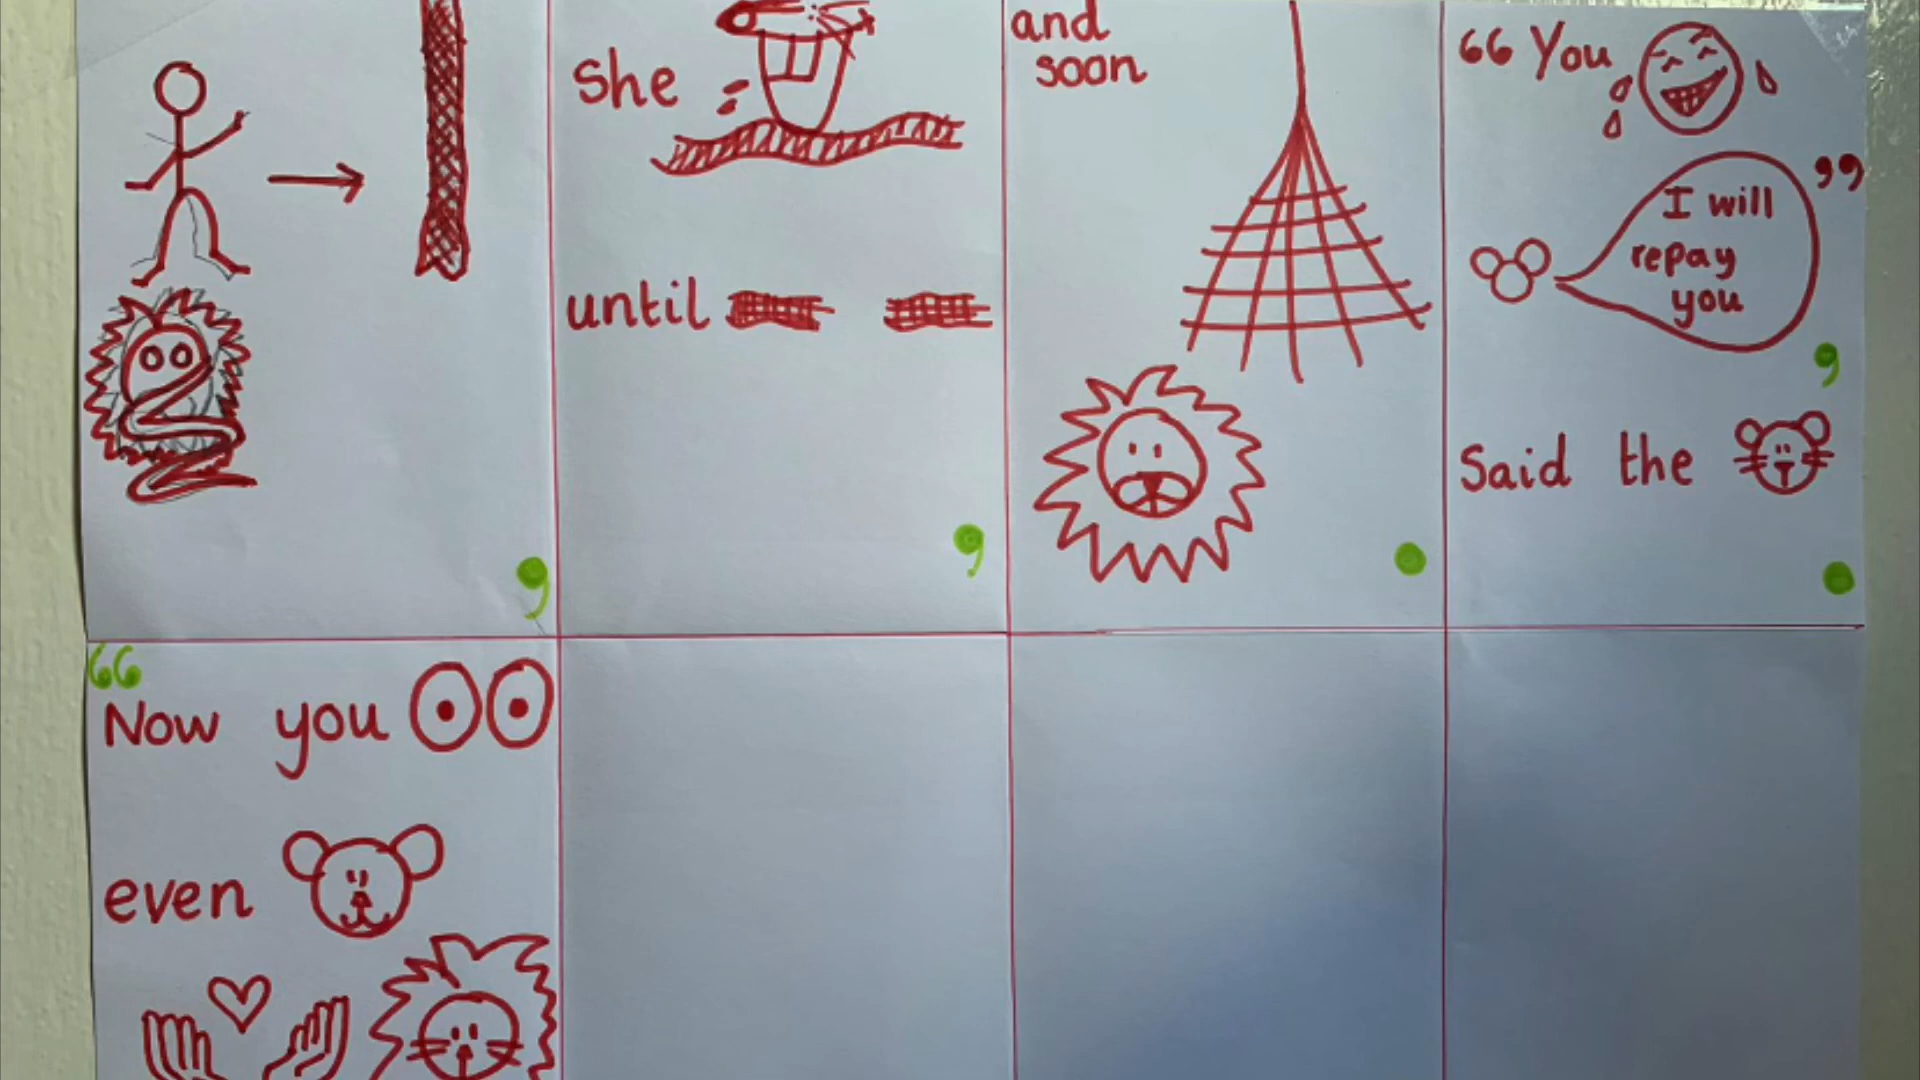 She
until
and
soon
“You
I will
repay
you”
,
said the
.
“Now you
even